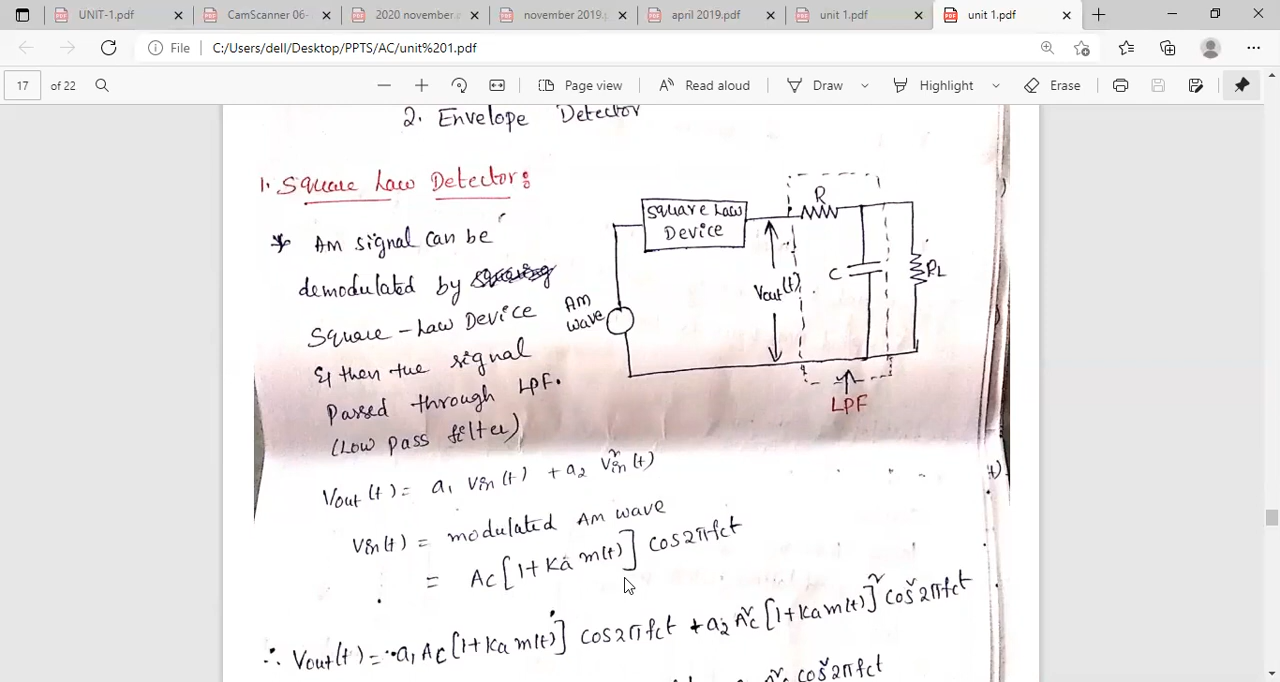 UNIT-1.pdf
CamScanner 06-
2020 november.
november 2019.
april 2019.pdf
unit 1.pdf
unit 1.pdf
File
C:/Users/dell/Desktop/PPTS/AC/unit%201.pdf
17 of 22
Page view
Read aloud
Draw
Highlight
Erase
2. Envelope Detector
1. Square Law Detector:
* AM signal can be
demodulated by
Square - Law Device
& then the signal
Passed through LPF.
(Low pass filter)
AM
wave
Square Law
Device
Vout(t)
R
C
RL
LPF
Vout(t) = a₁ Vin(t) + a₂ Vin²(t)
t)
Vin(t) = modulated AM wave
= Ac[1+Ka m(t)] cos2πfct
∴ Vout(t) = a₁Ac[1+Ka m(t)] cos2πfct + a₂Ac²[1+Ka m(t)]² cos²2πfct
cos²2πfct